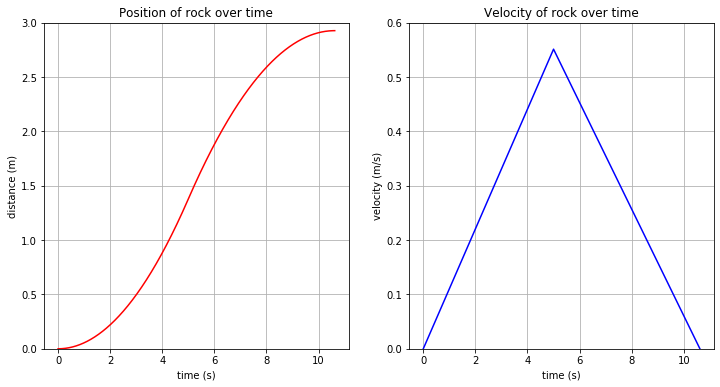 Position of rock over time
3.0
2.5
2.0
1.5
1.0
0.5
0.0
distance (m)
0 2 4 6 8 10
time (s)
Velocity of rock over time
0.6
0.5
0.4
0.3
0.2
0.1
0.0
velocity (m/s)
0 2 4 6 8 10
time (s)